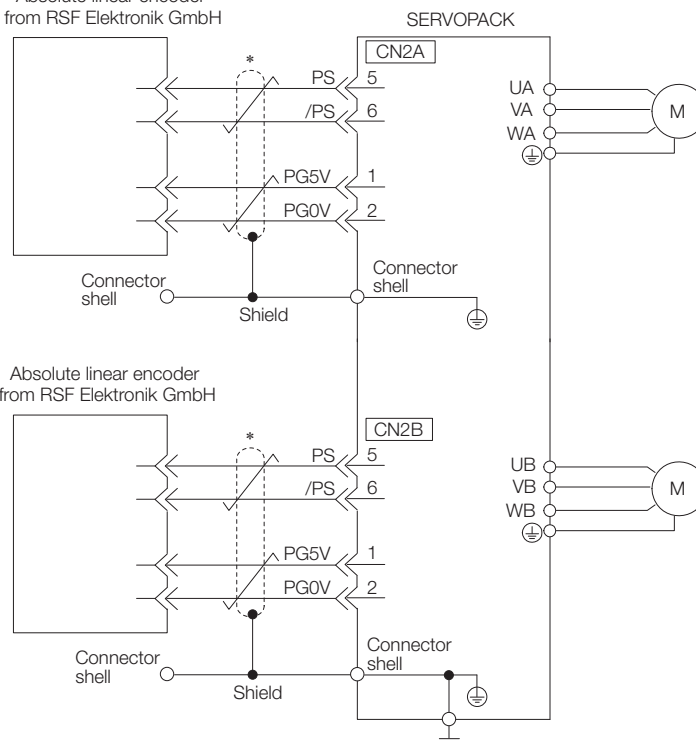 Absolute linear encoder
from RSF Elektronik GmbH
SERVOPACK
*
CN2A
PS 5
/PS 6
PG5V 1
PG0V 2
UA
VA
WA
M
Connector
shell
Connector
shell
Shield
Absolute linear encoder
from RSF Elektronik GmbH
*
CN2B
PS 5
/PS 6
PG5V 1
PG0V 2
UB
VB
WB
M
Connector
shell
Connector
shell
Shield